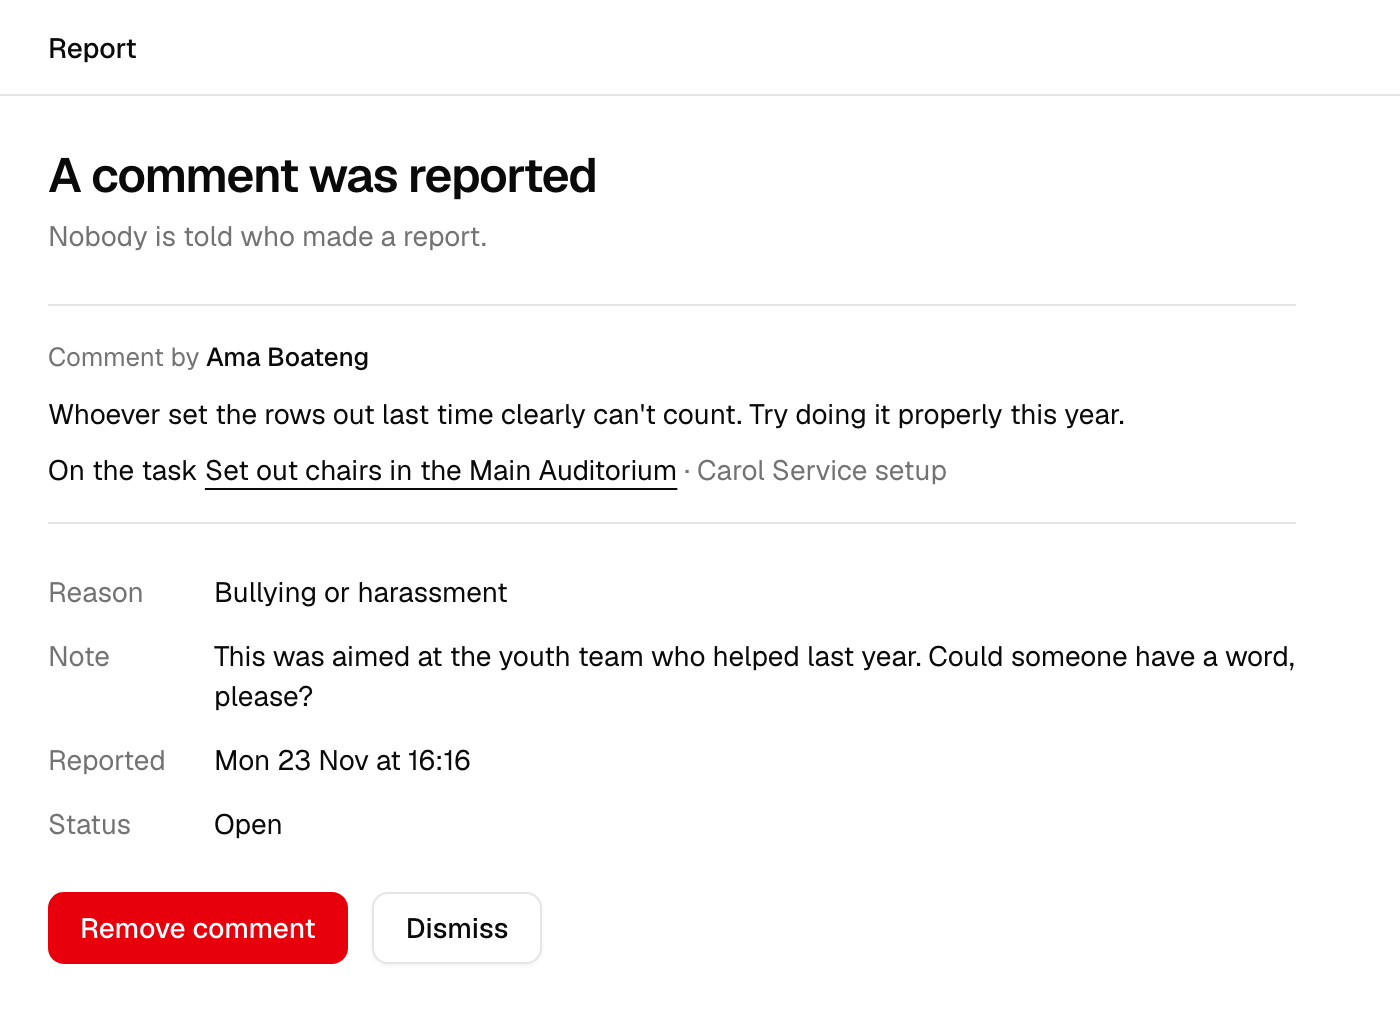 Report
A comment was reported
Nobody is told who made a report.
Comment by Ama Boateng
Whoever set the rows out last time clearly can't count. Try doing it properly this year.
On the task Set out chairs in the Main Auditorium · Carol Service setup
Reason Bullying or harassment
Note This was aimed at the youth team who helped last year. Could someone have a word,
please?
Reported Mon 23 Nov at 16:16
Status Open
Remove comment Dismiss